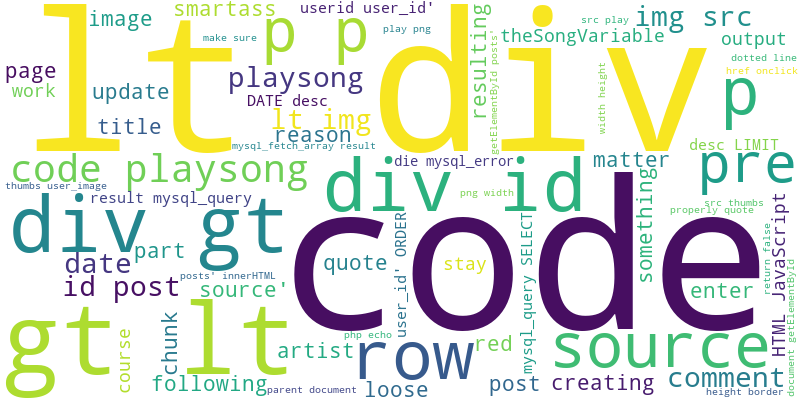 lt div
image
smartass
userid user_id'
p p
src play
img src
make sure
play png
theSongVariable
output
dotted line
page
playsong
resulting
getElementById posts'
href onclick
work
update
DATE desc
lt img
width height
p
title
reason
mysql_fetch_array result
desc LIMIT
code playsong
die mysql_error
matter
pre
thumbs user_image
result mysql_query
div id
png width
src thumbs
div gt
code
something
properly quote
part
user_id' ORDER
mysql_query SELECT
return false
HTML JavaScript
date
quote
stay
id post
posts' innerHTML
source'
enter
document getElementById
gt lt
php echo
row
red
source
course
chunk
artist
following
parent document
loose
post
creating
comment
height border